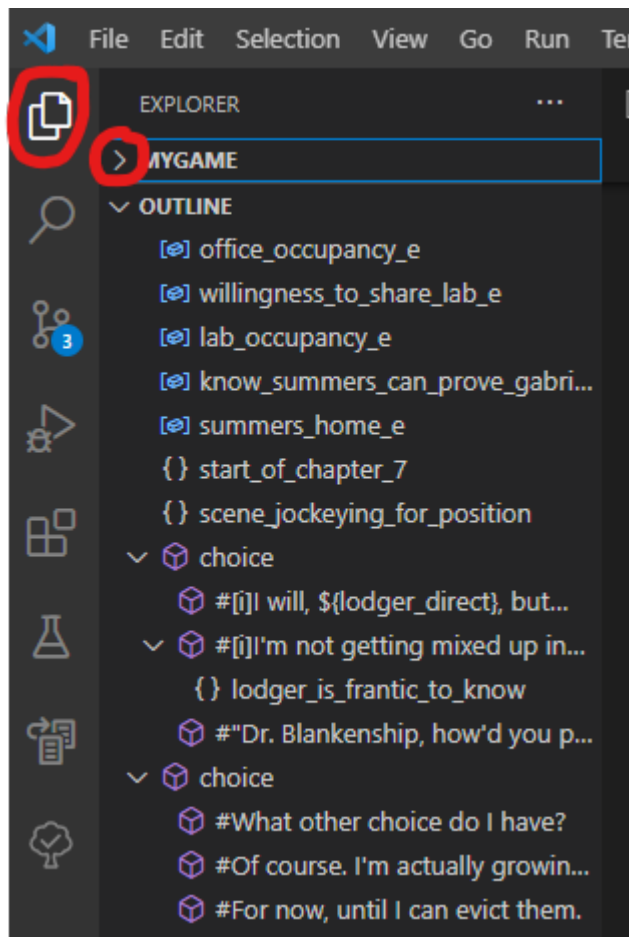 File Edit Selection View Go Run
EXPLORER ...
MYGAME
OUTLINE
office_occupancy_e
willingness_to_share_lab_e
lab_occupancy_e
know_summers_can_prove_gabri...
summers_home_e
{} start_of_chapter_7
{} scene_jockeying_for_position
3
choice
#[i]I will, ${lodger_direct}, but...
#[i]I'm not getting mixed up in...
{} lodger_is_frantic_to_know
#"Dr. Blankenship, how'd you p...
choice
#What other choice do I have?
#Of course. I'm actually growin...
#For now, until I can evict them.